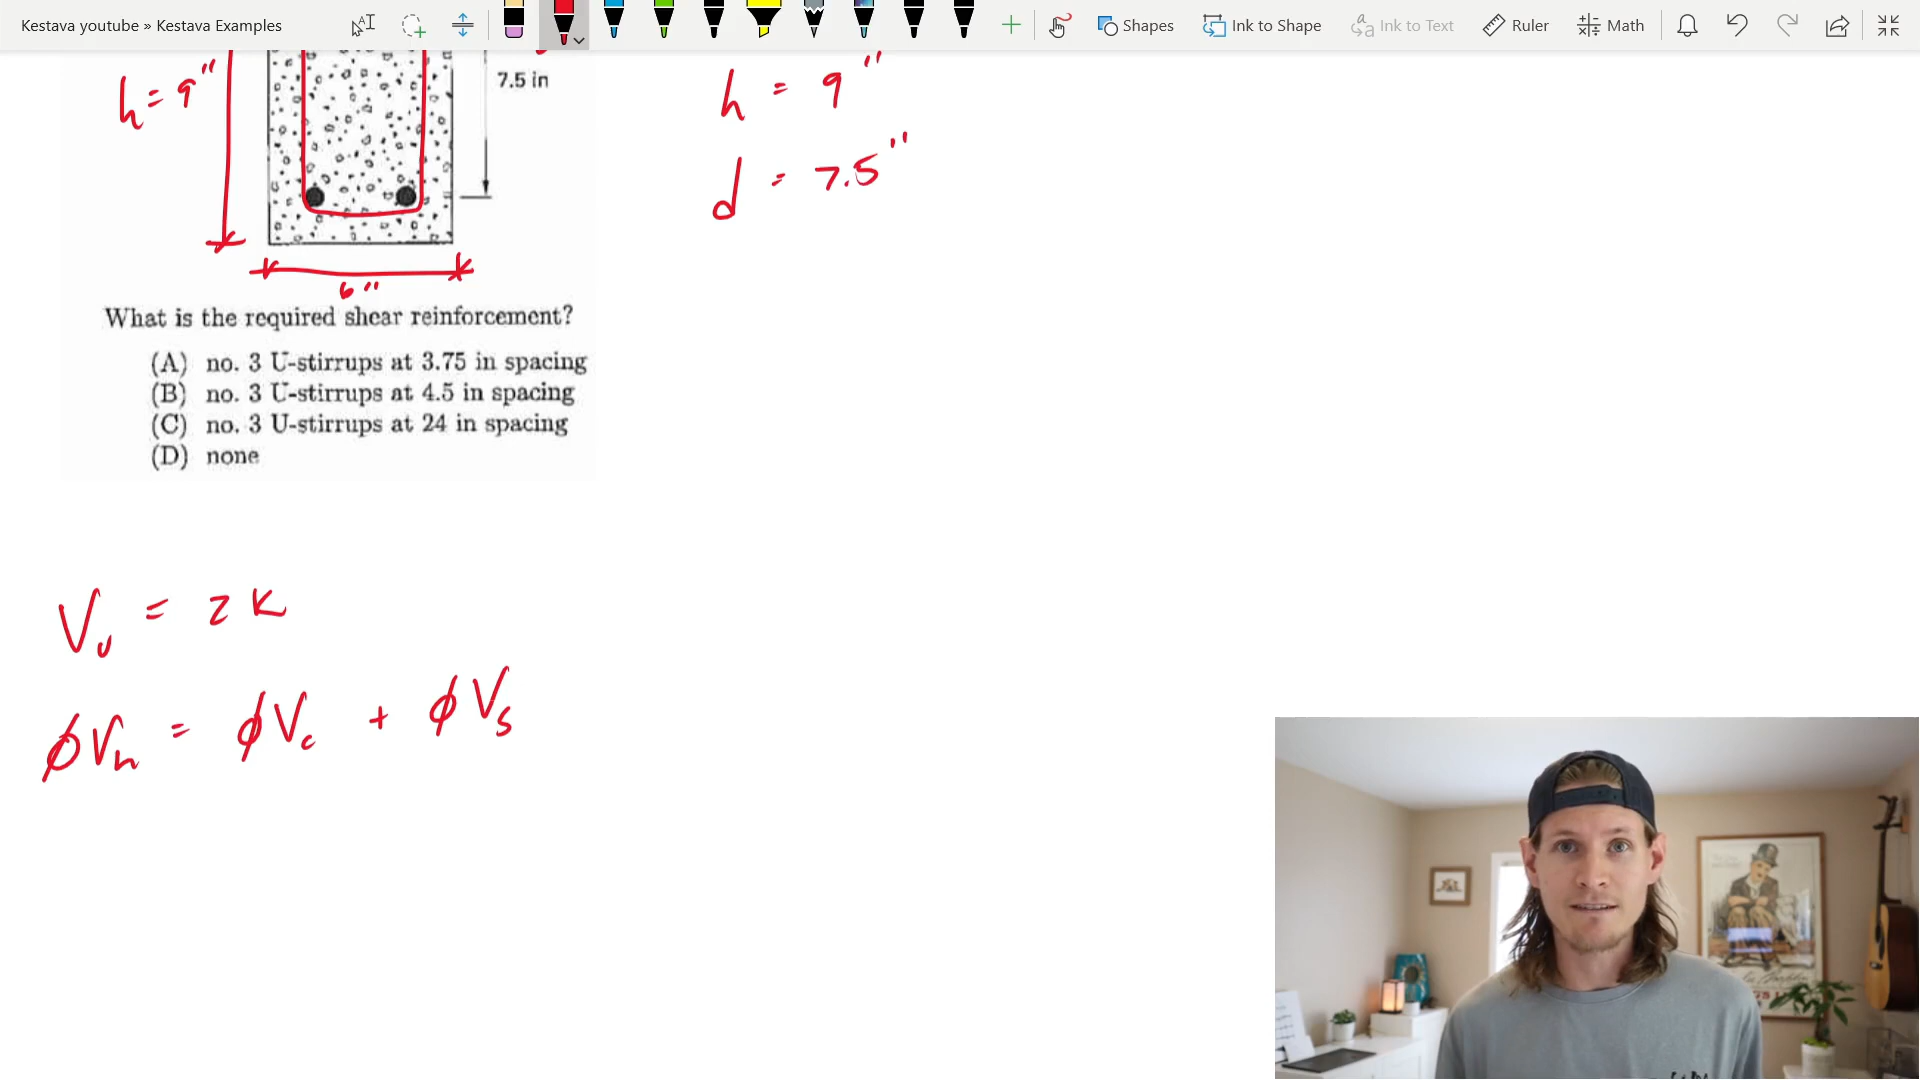 Kestava youtube » Kestava Examples
Shapes
Ink to Shape
Ink to Text
Ruler
Math
h = 9"
7.5 in
h = 9"
d = 7.5"
6"
What is the required shear reinforcement?
(A) no. 3 U-stirrups at 3.75 in spacing
(B) no. 3 U-stirrups at 4.5 in spacing
(C) no. 3 U-stirrups at 24 in spacing
(D) none
Vu = 2 K
ϕVn = ϕVc + ϕVs